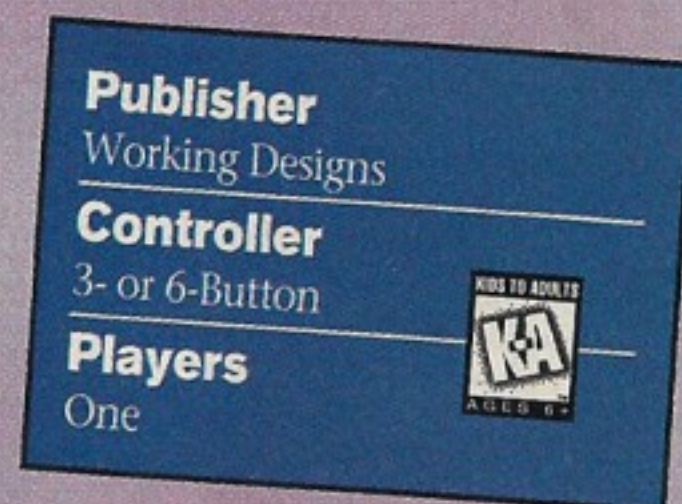 Publisher
Working Designs
Controller
3- or 6-Button
Players
One
KIDS TO ADULTS
K-A
AGES 6+